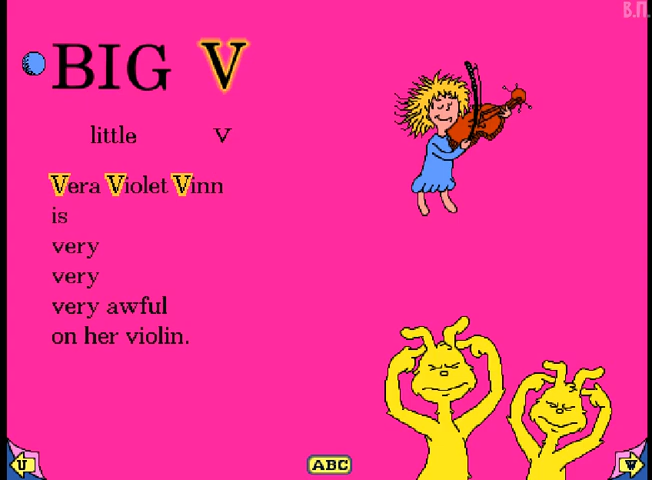 В.П.
BIG V
little v
Vera Violet Vinn
is
very
very
very awful
on her violin.
U
ABC
W